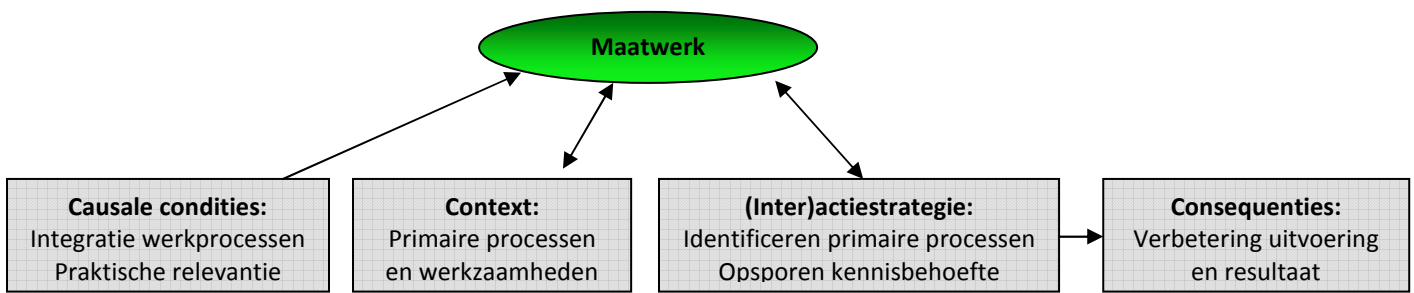 Maatwerk
Causale condities:
Integratie werkprocessen
Praktische relevantie
Context:
Primaire processen
en werkzaamheden
(Inter)actiestrategie:
Identificeren primaire processen
Opsporen kennisbehoefte
Consequenties:
Verbetering uitvoering
en resultaat